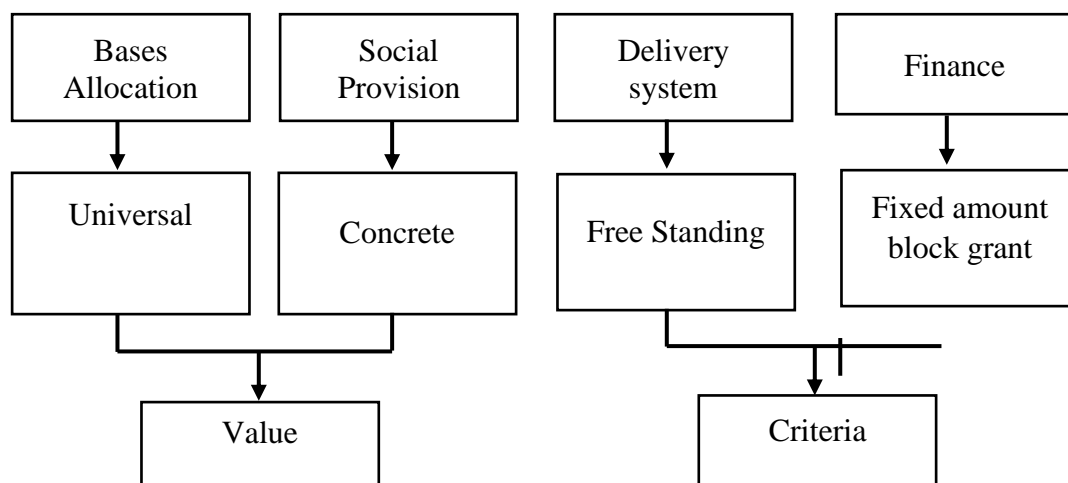 Bases
Allocation
Social
Provision
Delivery
system
Finance
Universal
Concrete
Free Standing
Fixed amount
block grant
Value
Criteria